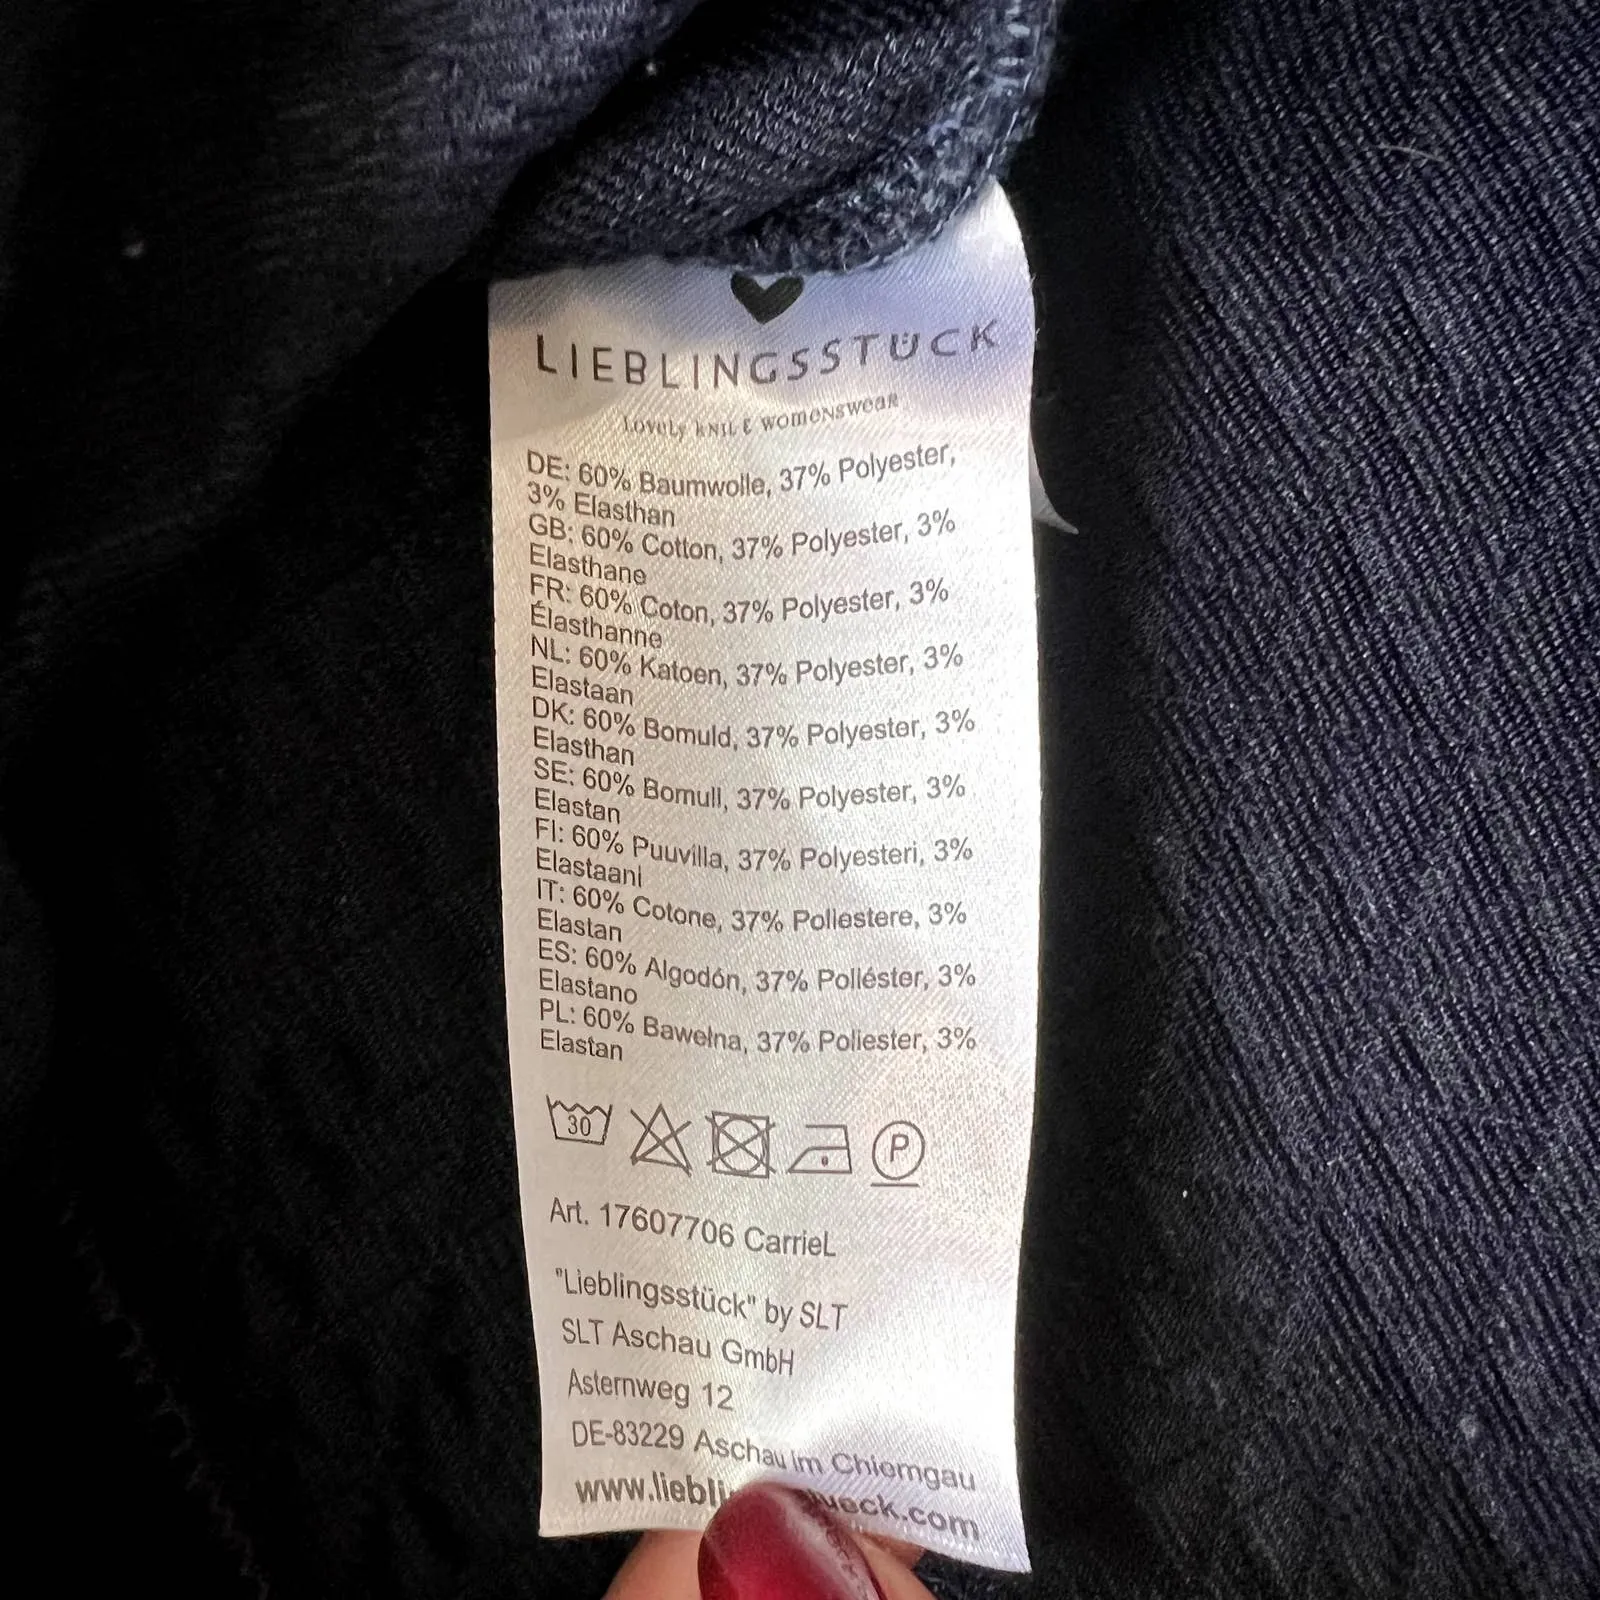 LIEBLINGSSTÜCK
Lovely KNIT & WOMENSWEAR
DE: 60% Baumwolle, 37% Polyester,
3% Elasthan
GB: 60% Cotton, 37% Polyester, 3%
Elasthane
FR: 60% Coton, 37% Polyester, 3%
Élasthanne
NL: 60% Katoen, 37% Polyester, 3%
Elastaan
DK: 60% Bomuld, 37% Polyester, 3%
Elasthan
SE: 60% Bomull, 37% Polyester, 3%
Elastan
FI: 60% Puuvilla, 37% Polyesteri, 3%
Elastaani
IT: 60% Cotone, 37% Poliestere, 3%
Elastan
ES: 60% Algodón, 37% Poliéster, 3%
Elastano
PL: 60% Bawełna, 37% Poliester, 3%
Elastan
30 P
Art. 17607706 CarrieL
"Lieblingsstück" by SLT
SLT Aschau GmbH
Asternweg 12
DE-83229 Aschau im Chiemgau